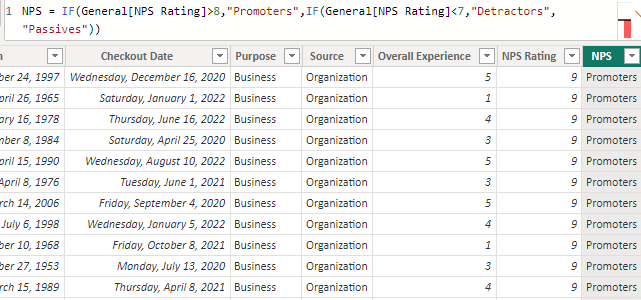 1 NPS = IF(General[NPS Rating]>8,"Promoters",IF(General[NPS Rating]<7,"Detractors",
"Passives"))
n Checkout Date Purpose Source Overall Experience NPS Rating NPS
ber 24, 1997 Wednesday, December 16, 2020 Business Organization 5 9 Promoters
pril 26, 1965 Saturday, January 1, 2022 Business Organization 1 9 Promoters
ary 16, 1978 Thursday, June 16, 2022 Business Organization 4 9 Promoters
mber 8, 1984 Saturday, April 25, 2020 Business Organization 3 9 Promoters
pril 15, 1990 Wednesday, August 10, 2022 Business Organization 5 9 Promoters
April 8, 1976 Tuesday, June 1, 2021 Business Organization 3 9 Promoters
rch 14, 2006 Friday, September 4, 2020 Business Organization 5 9 Promoters
July 6, 1998 Wednesday, January 5, 2022 Business Organization 4 9 Promoters
ber 10, 1968 Friday, October 8, 2021 Business Organization 1 9 Promoters
ber 27, 1953 Monday, July 13, 2020 Business Organization 3 9 Promoters
rch 15, 1989 Thursday, April 8, 2021 Business Organization 4 9 Promoters